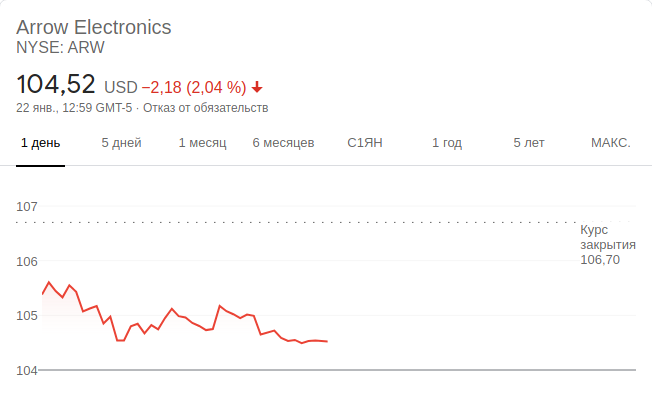 Arrow Electronics
NYSE: ARW
104,52 USD −2,18 (2,04 %)
22 янв., 12:59 GMT-5 · Отказ от обязательств
1 день 5 дней 1 месяц 6 месяцев С1ЯН 1 год 5 лет МАКС.
107
Курс
закрытия
106,70
106
105
104